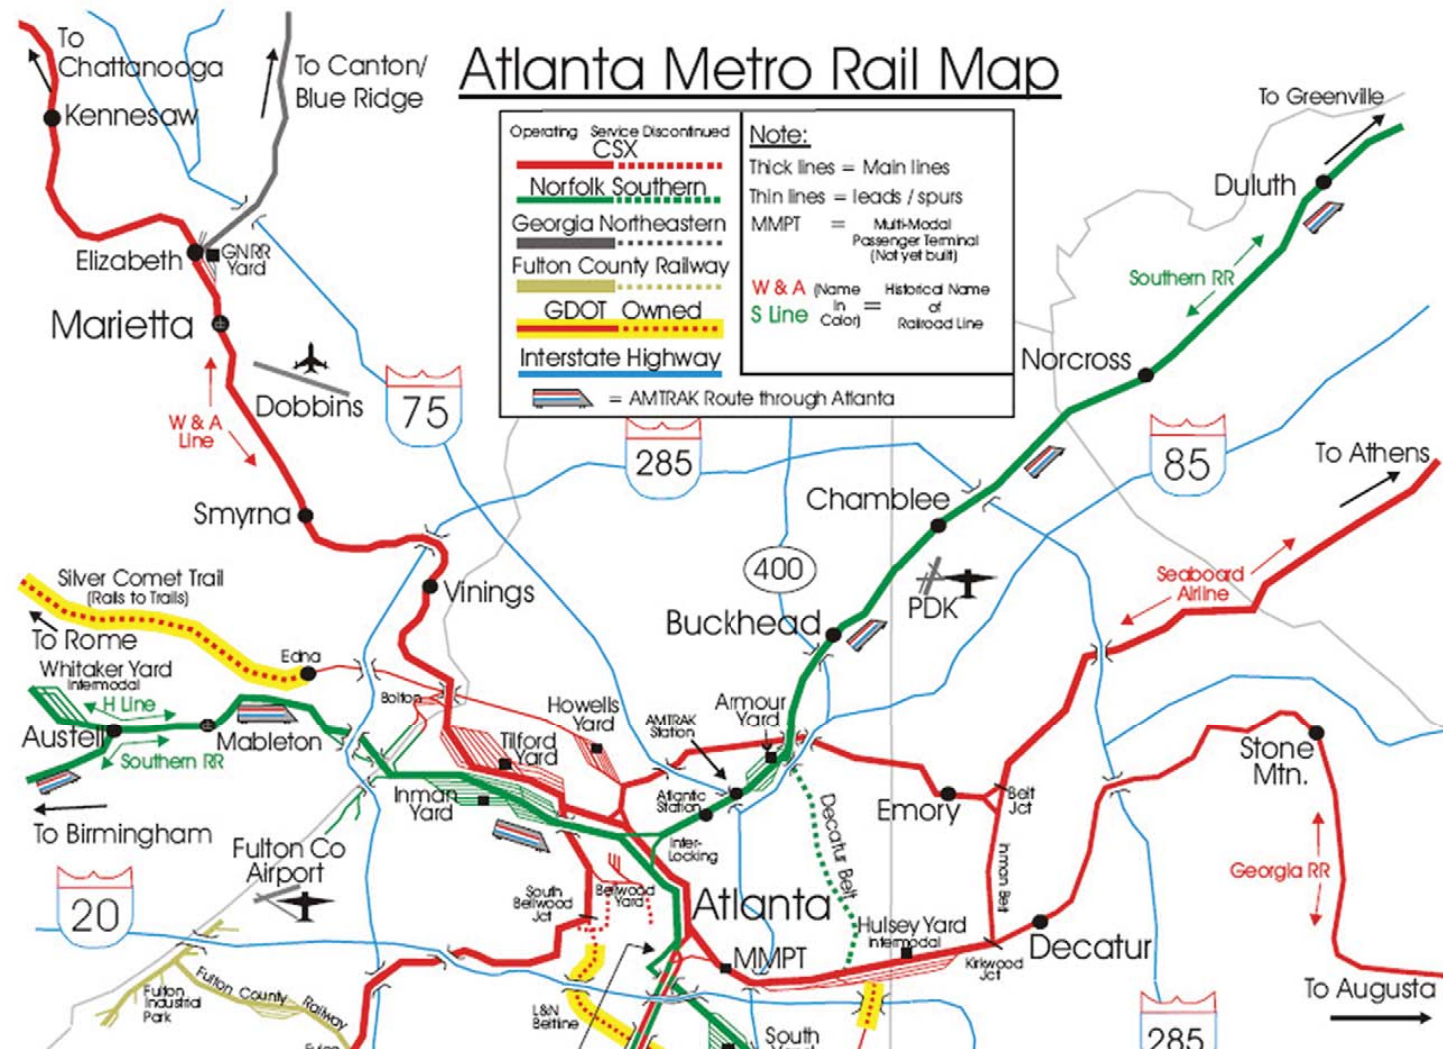 Atlanta Metro Rail Map
To
Chattanooga
To Canton/
Blue Ridge
Kennesaw
Elizabeth
GNRR
Yard
Marietta
Dobbins
W & A
Line
75
Smyrna
Vinings
Operating Service Discontinued
CSX
Norfolk Southern
Georgia Northeastern
Fulton County Railway
GDOT Owned
Interstate Highway
= AMTRAK Route through Atlanta
Note:
Thick lines = Main lines
Thin lines = leads / spurs
MMPT = Multi-Modal
Passenger Terminal
(Not yet built)
W & A
S Line
(Name
in
Color)
=
Historical Name
of
Railroad Line
To Greenville
Duluth
Southern RR
Norcross
285
85
To Athens
Chamblee
400
PDK
Buckhead
Seaboard
Airline
Silver Comet Trail
(Rails to Trails)
To Rome
Edna
Whitaker Yard
Intermodal
H Line
Austell
Mableton
Southern RR
To Birmingham
Bolton
Tilford
Yard
Howells
Yard
AMTRAK
Station
Armour
Yard
Inman
Yard
Atlantic
Station
Inter-
Locking
Emory
Belt
Jct
Stone
Mtn.
Decatur Belt
Inman Belt
Georgia RR
Fulton Co
Airport
20
South
Bellwood
Jct
Bellwood
Yard
Atlanta
MMPT
Hulsey Yard
Intermodal
Kirkwood
Jct
Decatur
To Augusta
Fulton
Industrial
Park
Fulton County Railway
L&N
Beltline
South
285